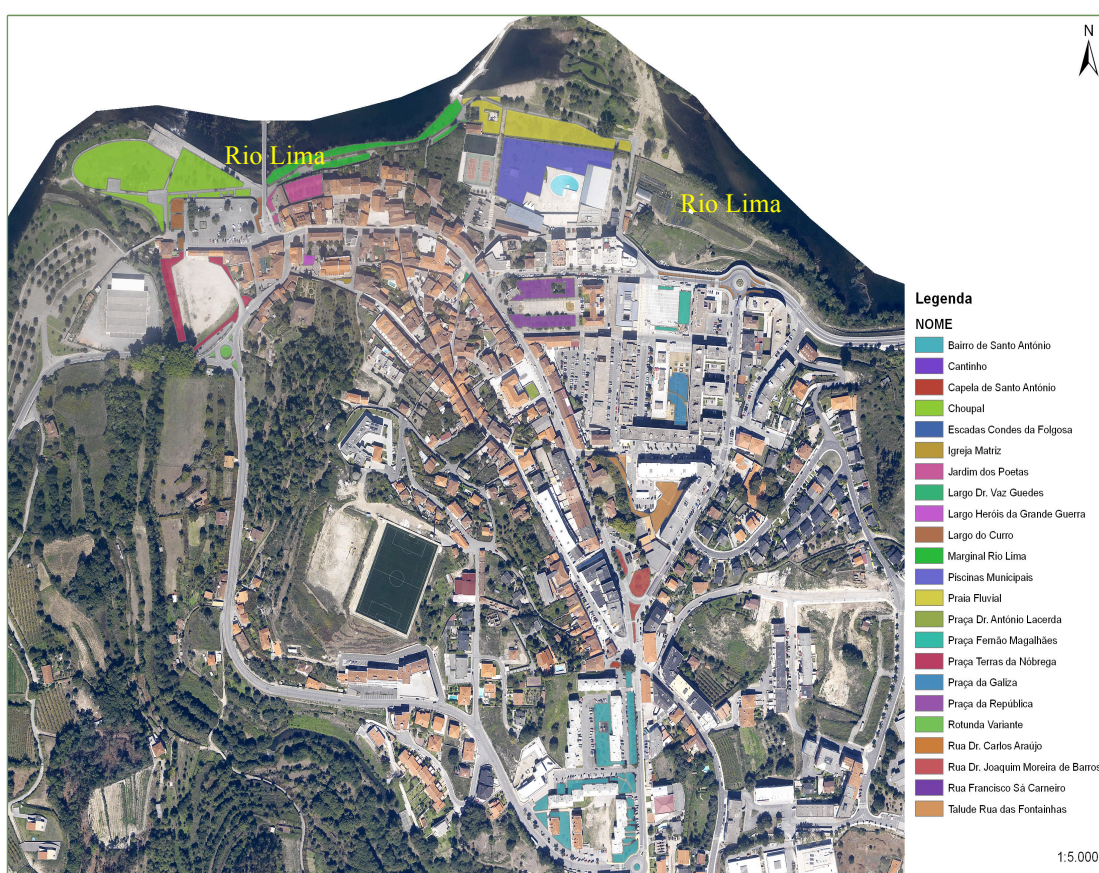 N
Rio Lima
Rio Lima
Legenda
NOME
Bairro de Santo António
Cantinho
Capela de Santo António
Choupal
Escadas Condes da Folgosa
Igreja Matriz
Jardim dos Poetas
Largo Dr. Vaz Guedes
Largo Heróis da Grande Guerra
Largo do Curro
Marginal Rio Lima
Piscinas Municipais
Praia Fluvial
Praça Dr. António Lacerda
Praça Fernão Magalhães
Praça Terras da Nóbrega
Praça da Galiza
Praça da República
Rotunda Variante
Rua Dr. Carlos Araújo
Rua Dr. Joaquim Moreira de Barros
Rua Francisco Sá Carneiro
Talude Rua das Fontainhas
1:5.000